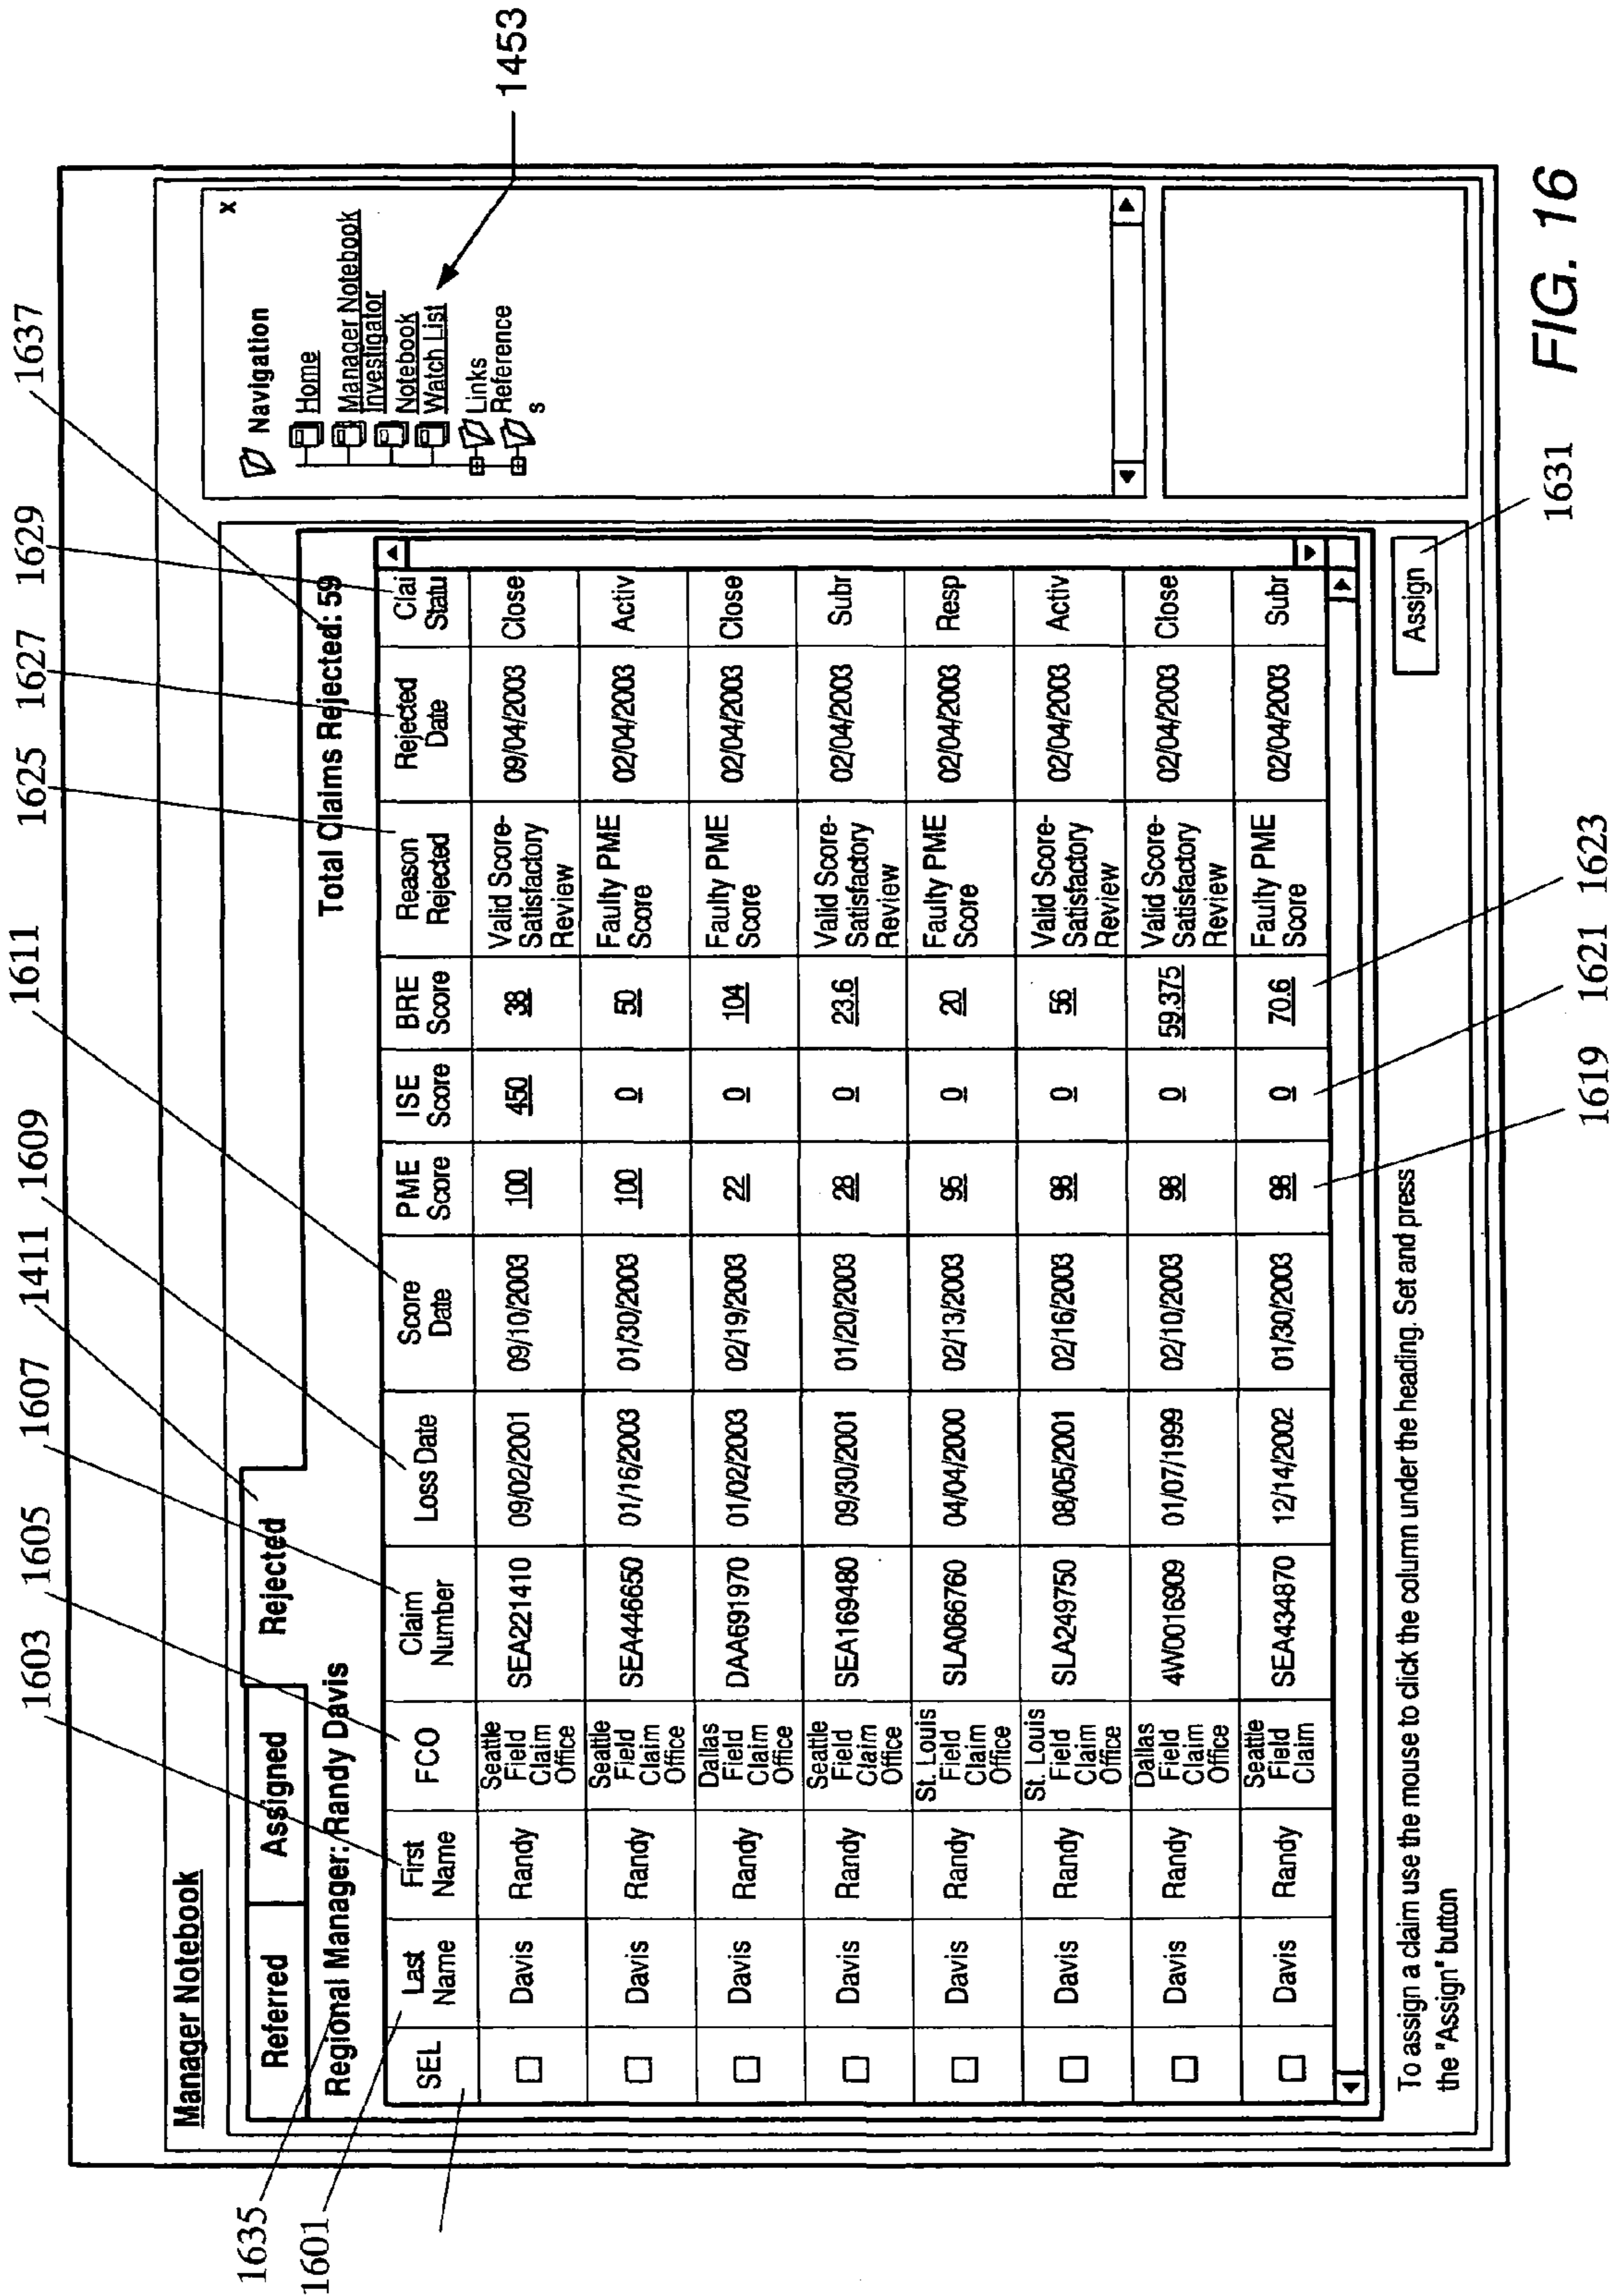 1603
1605
1607
1411
1609
1611
1625
1627
1629
1637
1635
1601
Manager Notebook
Referred
Assigned
Rejected
Regional Manager: Randy Davis
Total Claims Rejected: 59
SEL Last Name First Name FCO Claim Number Loss Date Score Date PME Score ISE Score BRE Score Reason Rejected Rejected Date Clai Statu
Davis Randy Seattle Field Claim Office SEA221410 09/02/2001 09/10/2003 100 450 38 Valid Score-Satisfactory Review 09/04/2003 Close
Davis Randy Seattle Field Claim Office SEA446650 01/16/2003 01/30/2003 100 0 50 Faulty PME Score 02/04/2003 Activ
Davis Randy Dallas Field Claim Office DAA691970 01/02/2003 02/19/2003 22 0 104 Faulty PME Score 02/04/2003 Close
Davis Randy Seattle Field Claim Office SEA169480 09/30/2001 01/20/2003 28 0 23.6 Valid Score-Satisfactory Review 02/04/2003 Subr
Davis Randy St. Louis Field Claim Office SLA066760 04/04/2000 02/13/2003 95 0 20 Faulty PME Score 02/04/2003 Resp
Davis Randy St. Louis Field Claim Office SLA249750 08/05/2001 02/16/2003 98 0 56 Valid Score-Satisfactory Review 02/04/2003 Activ
Davis Randy Dallas Field Claim Office 4W0016909 01/07/1999 02/10/2003 98 0 59.375 Valid Score-Satisfactory Review 02/04/2003 Close
Davis Randy Seattle Field Claim SEA434870 12/14/2002 01/30/2003 98 0 70.6 Faulty PME Score 02/04/2003 Subr
To assign a claim use the mouse to click the column under the heading. Set and press
the "Assign" button
Assign
Navigation
x
Home
Manager Notebook
Investigator
Notebook
Watch List
Links
Reference
s
1453
1619
1621
1623
1631
FIG. 16